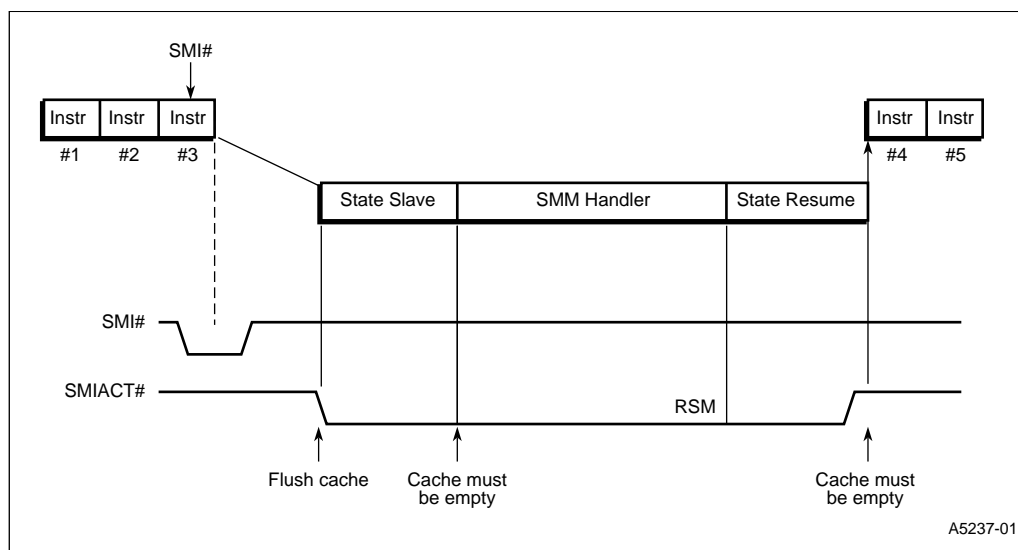 SMI#
Instr Instr Instr
#1 #2 #3
Instr Instr
#4 #5
State Slave SMM Handler State Resume
SMI#
SMIACT#
RSM
Flush cache
Cache must
be empty
Cache must
be empty
A5237-01